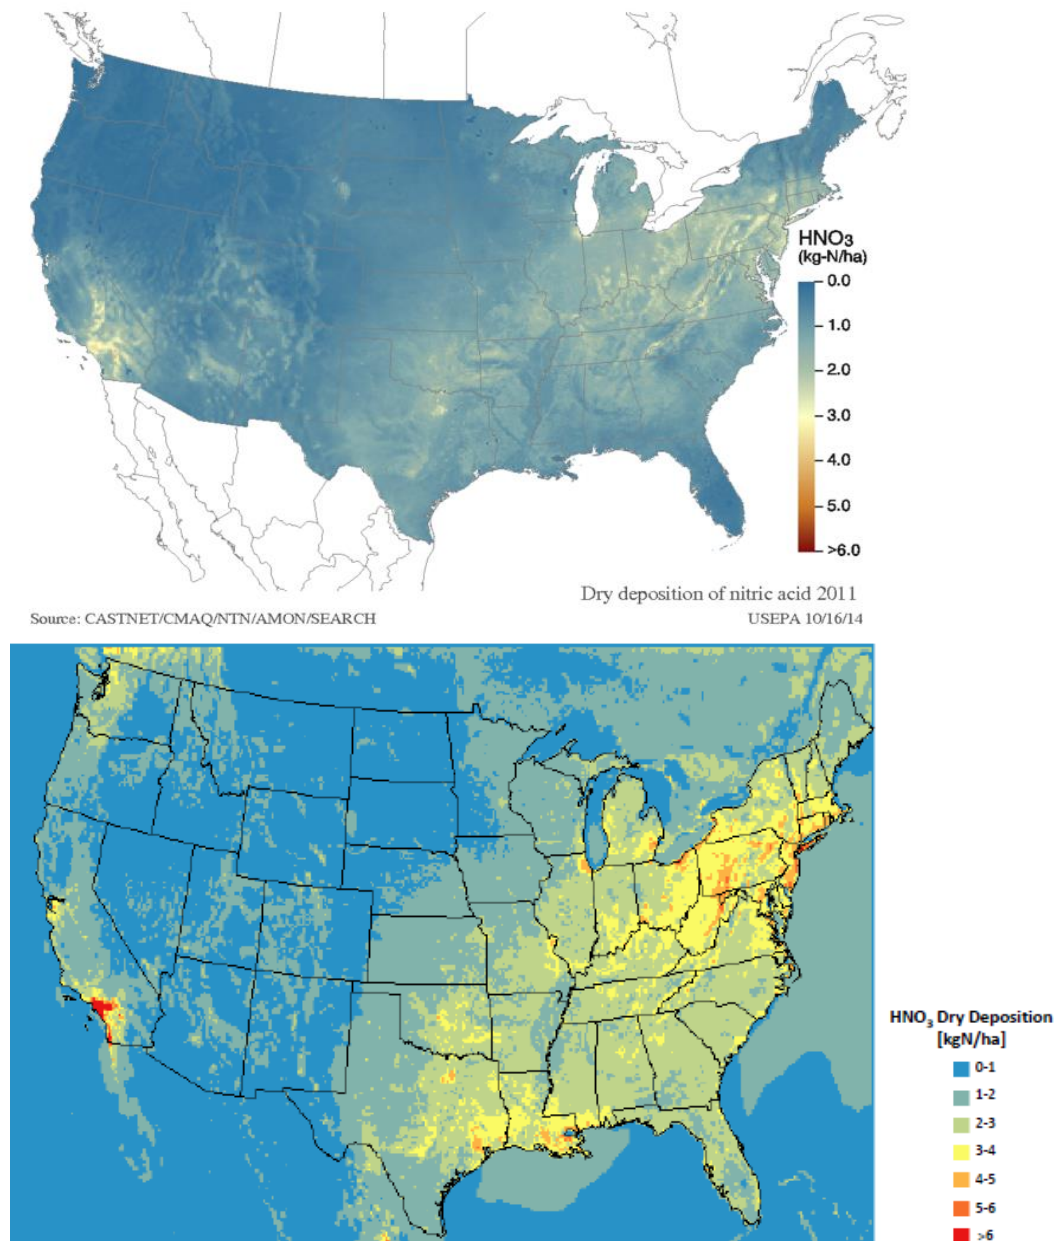 HNO3
(kg-N/ha)
0.0
1.0
2.0
3.0
4.0
5.0
>6.0
Dry deposition of nitric acid 2011
Source: CASTNET/CMAQ/NTN/AMON/SEARCH
USEPA 10/16/14
HNO3 Dry Deposition
[kgN/ha]
0-1
1-2
2-3
3-4
4-5
5-6
>6